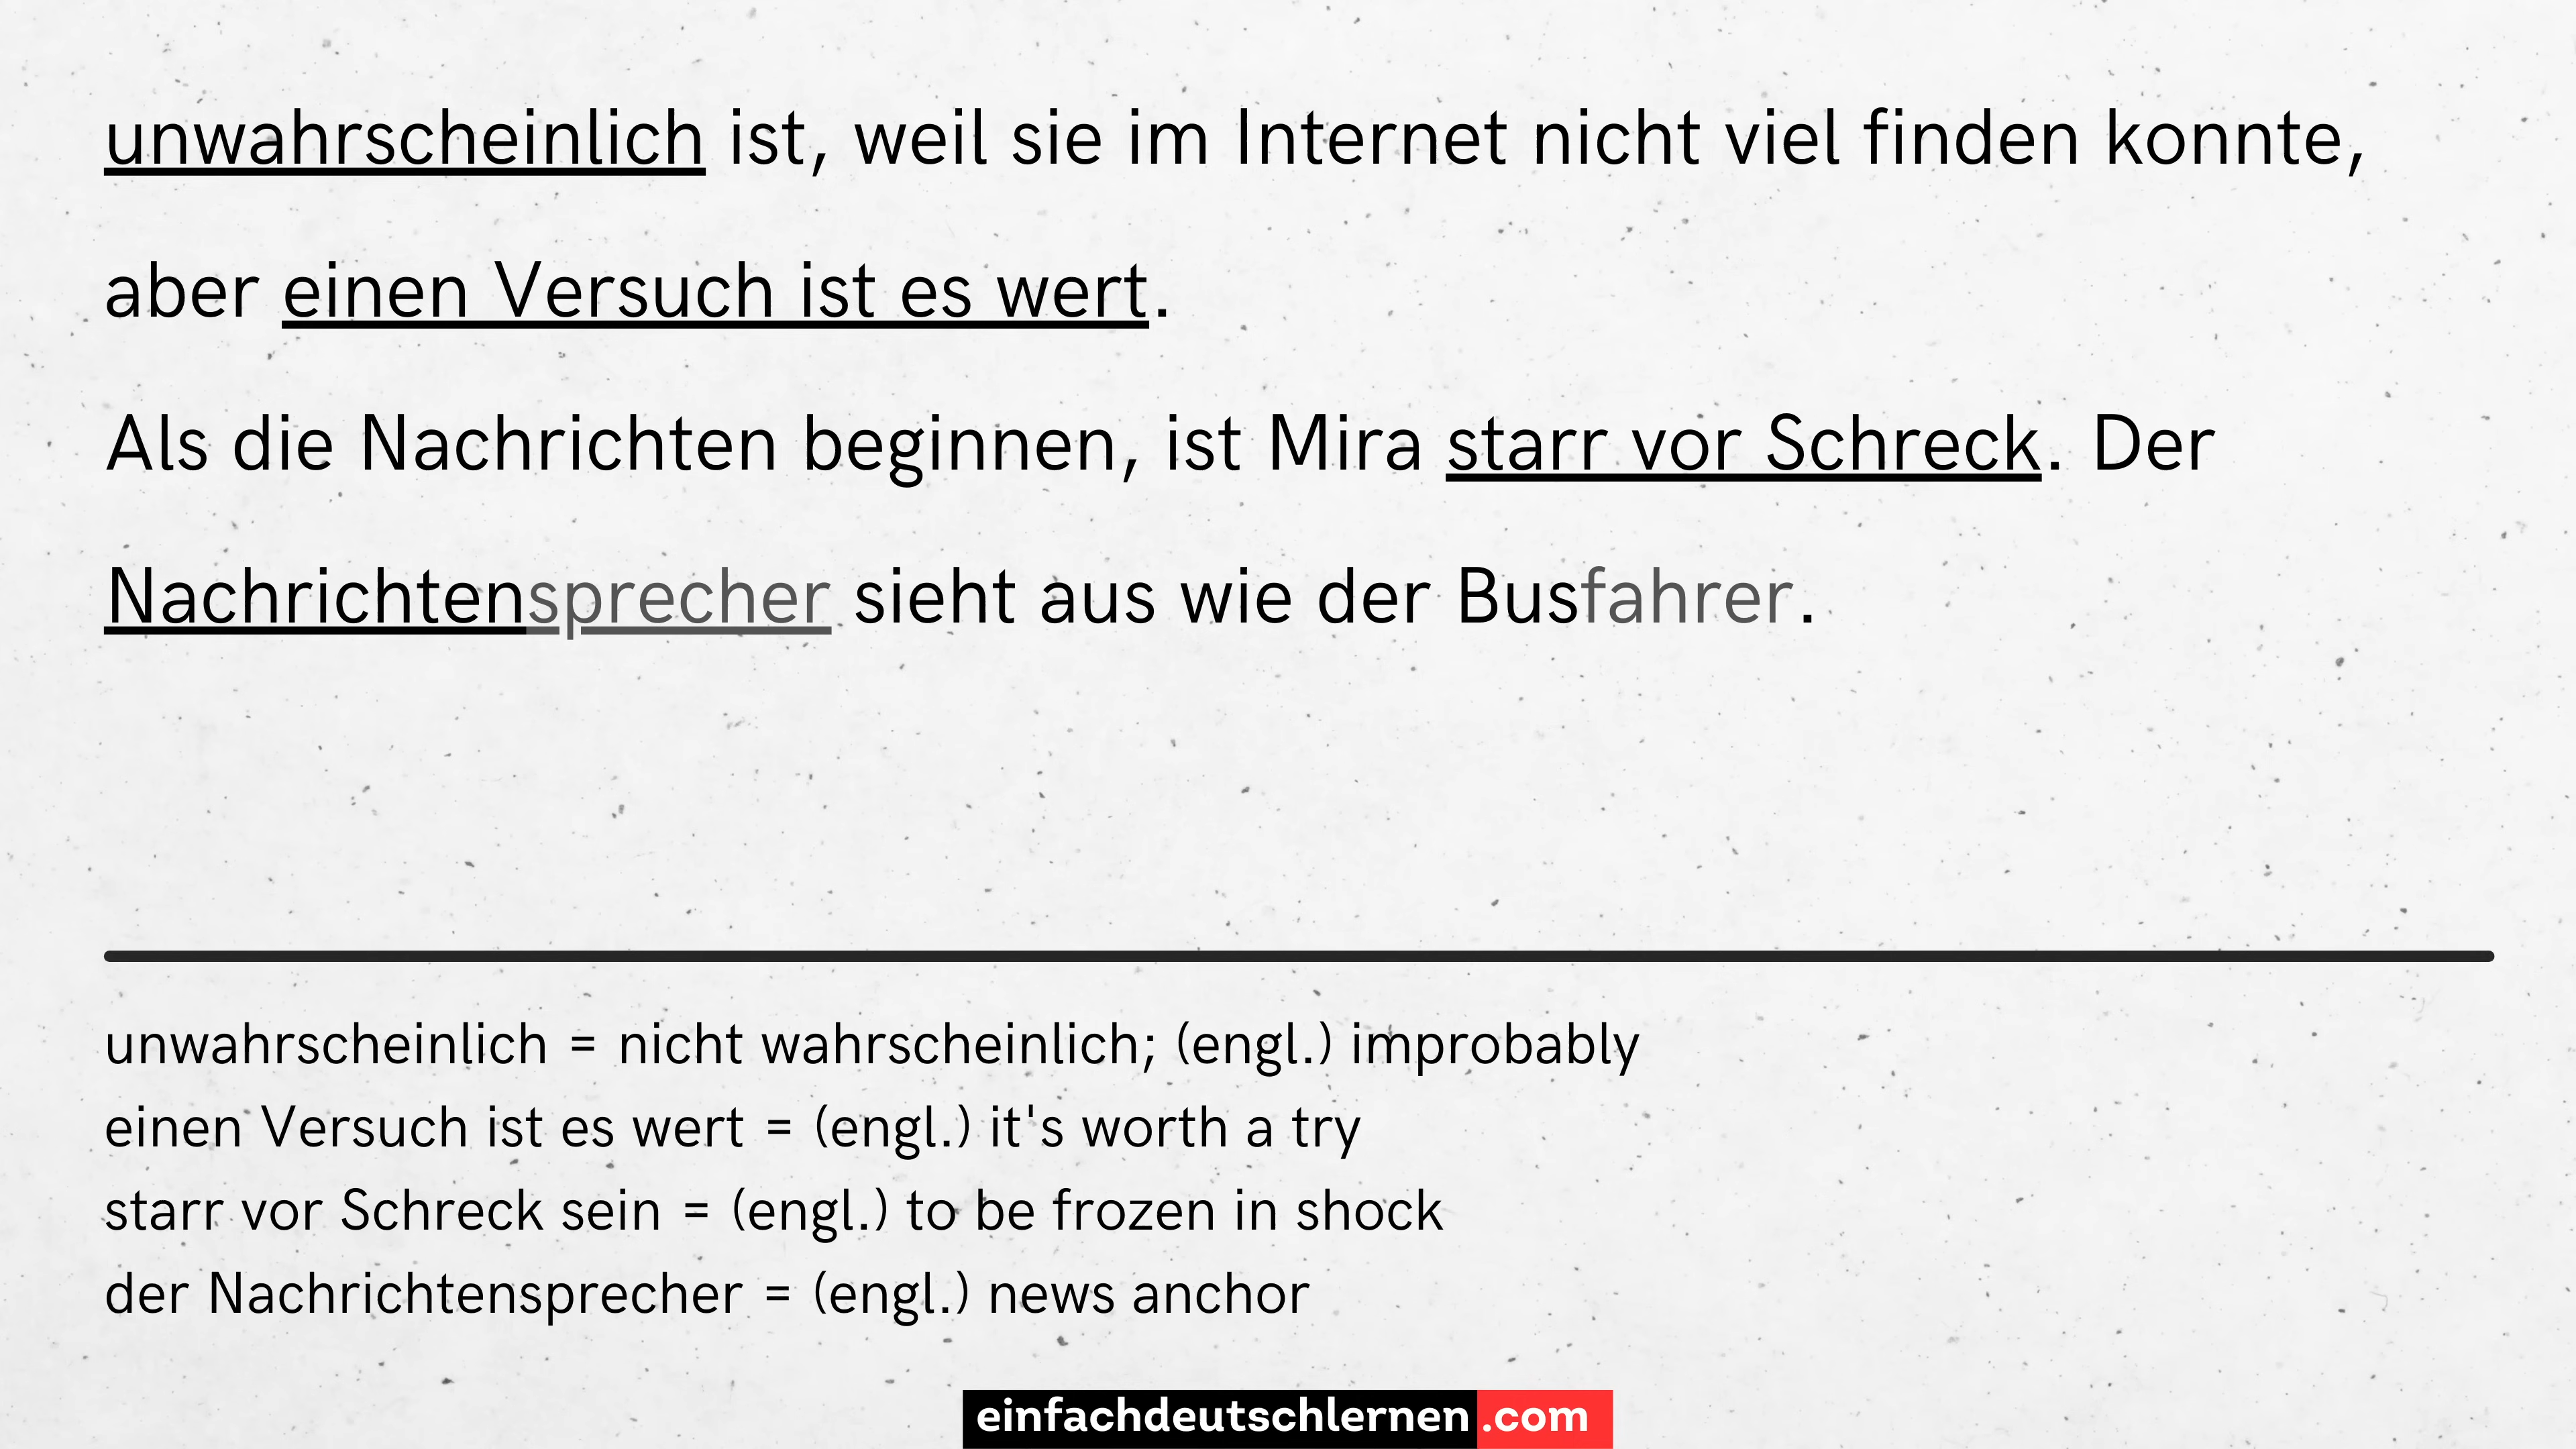 unwahrscheinlich ist, weil sie im Internet nicht viel finden konnte,
aber einen Versuch ist es wert.
Als die Nachrichten beginnen, ist Mira starr vor Schreck. Der
Nachrichtensprecher sieht aus wie der Busfahrer.
unwahrscheinlich = nicht wahrscheinlich; (engl.) improbably
einen Versuch ist es wert = (engl.) it's worth a try
starr vor Schreck sein = (engl.) to be frozen in shock
der Nachrichtensprecher = (engl.) news anchor
einfachdeutschlernen.com